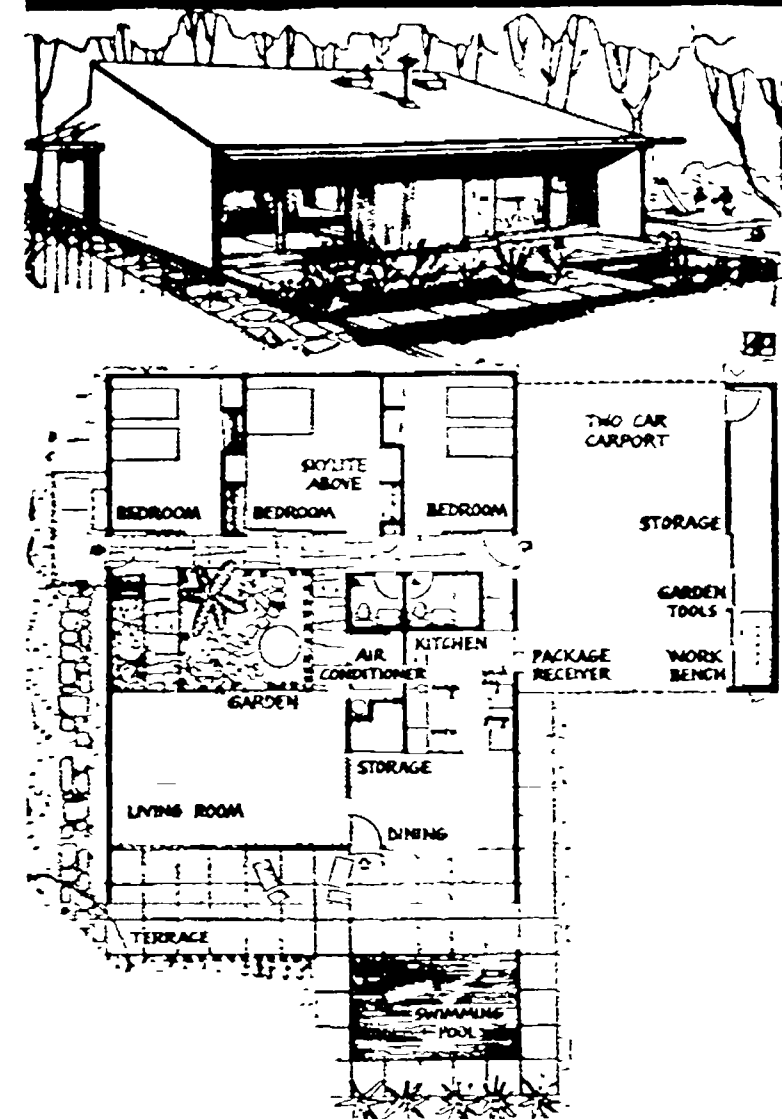 TWO CAR
CARPORT
SKYLITE
ABOVE
BEDROOM
BEDROOM
BEDROOM
STORAGE
GARDEN
TOOLS
KITCHEN
AIR
CONDITIONER
PACKAGE
RECEIVER
WORK
BENCH
GARDEN
STORAGE
LIVING ROOM
DINING
TERRACE
SWIMMING
POOL